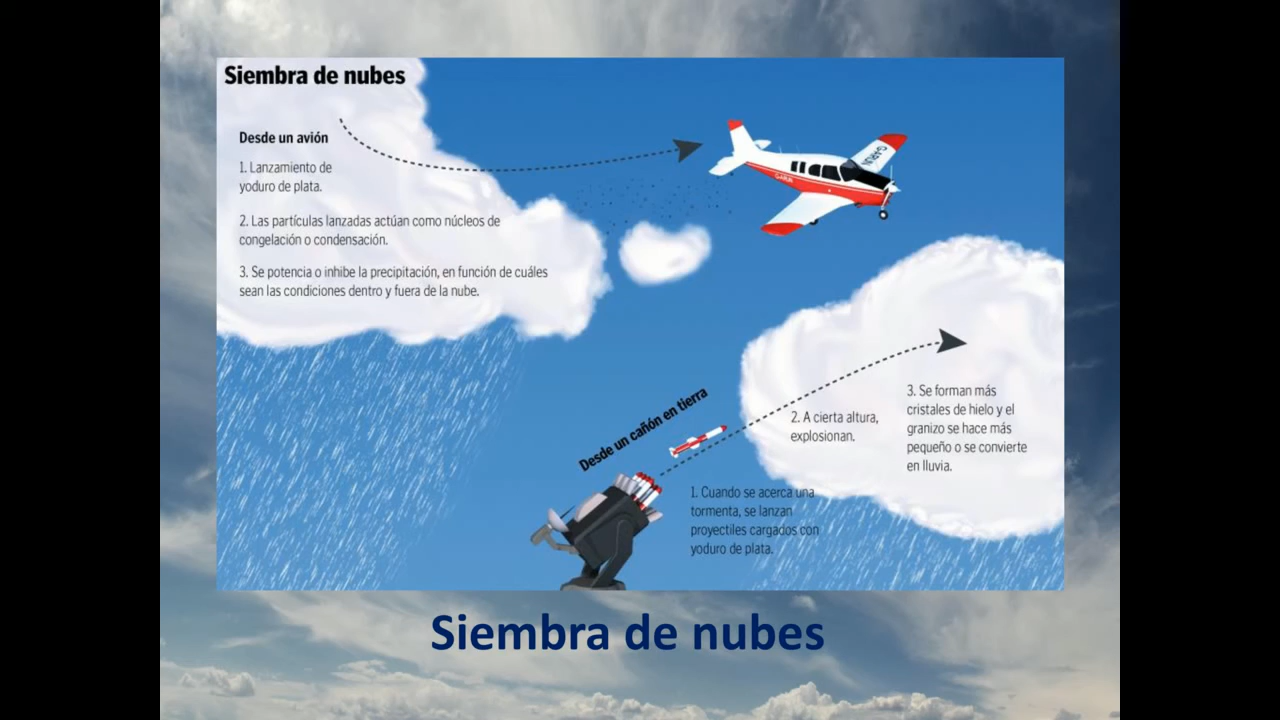 Siembra de nubes
Desde un avión
1. Lanzamiento de
yoduro de plata.
2. Las partículas lanzadas actúan como núcleos de
congelación o condensación.
3. Se potencia o inhibe la precipitación, en función de cuáles
sean las condiciones dentro y fuera de la nube.
Desde un cañón en tierra
1. Cuando se acerca una
tormenta, se lanzan
proyectiles cargados con
yoduro de plata.
2. A cierta altura,
explosionan.
3. Se forman más
cristales de hielo y el
granizo se hace más
pequeño o se convierte
en lluvia.
Siembra de nubes